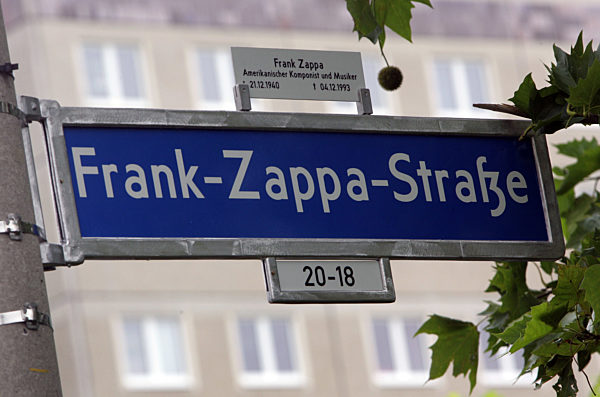 Frank Zappa
Amerikanischer Komponist und Musiker
* 21.12.1940 † 04.12.1993
Frank-Zappa-Straße
20-18